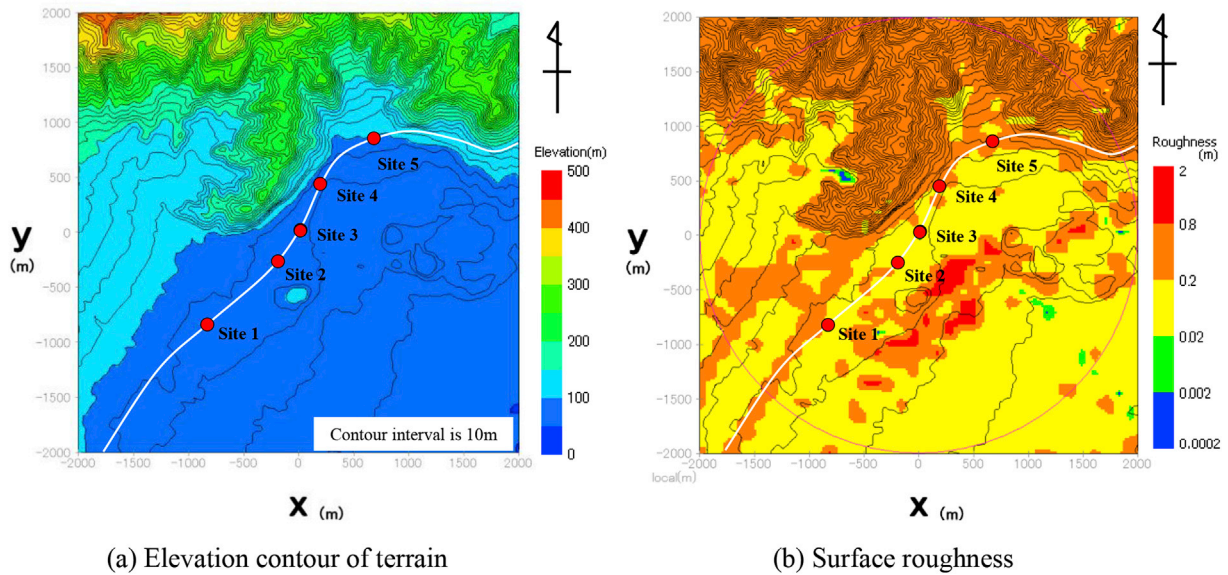 2000
1500
1000
500
0
-500
-1000
-1500
-2000
y
(m)
-2000 -1500 -1000 -500 0 500 1000 1500 2000
x (m)
Site 5
Site 4
Site 3
Site 2
Site 1
Contour interval is 10m
Elevation(m)
500
400
300
200
100
0
(a) Elevation contour of terrain
2000
1500
1000
500
0
-500
-1000
-1500
-2000
y
(m)
-2000 -1500 -1000 -500 0 500 1000 1500 2000
local(m)
x (m)
Site 5
Site 4
Site 3
Site 2
Site 1
Roughness
(m)
2
0.8
0.2
0.02
0.002
0.0002
(b) Surface roughness